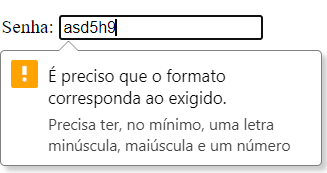 Senha: asd5h9
É preciso que o formato
corresponda ao exigido.
Precisa ter, no mínimo, uma letra
minúscula, maiúscula e um número